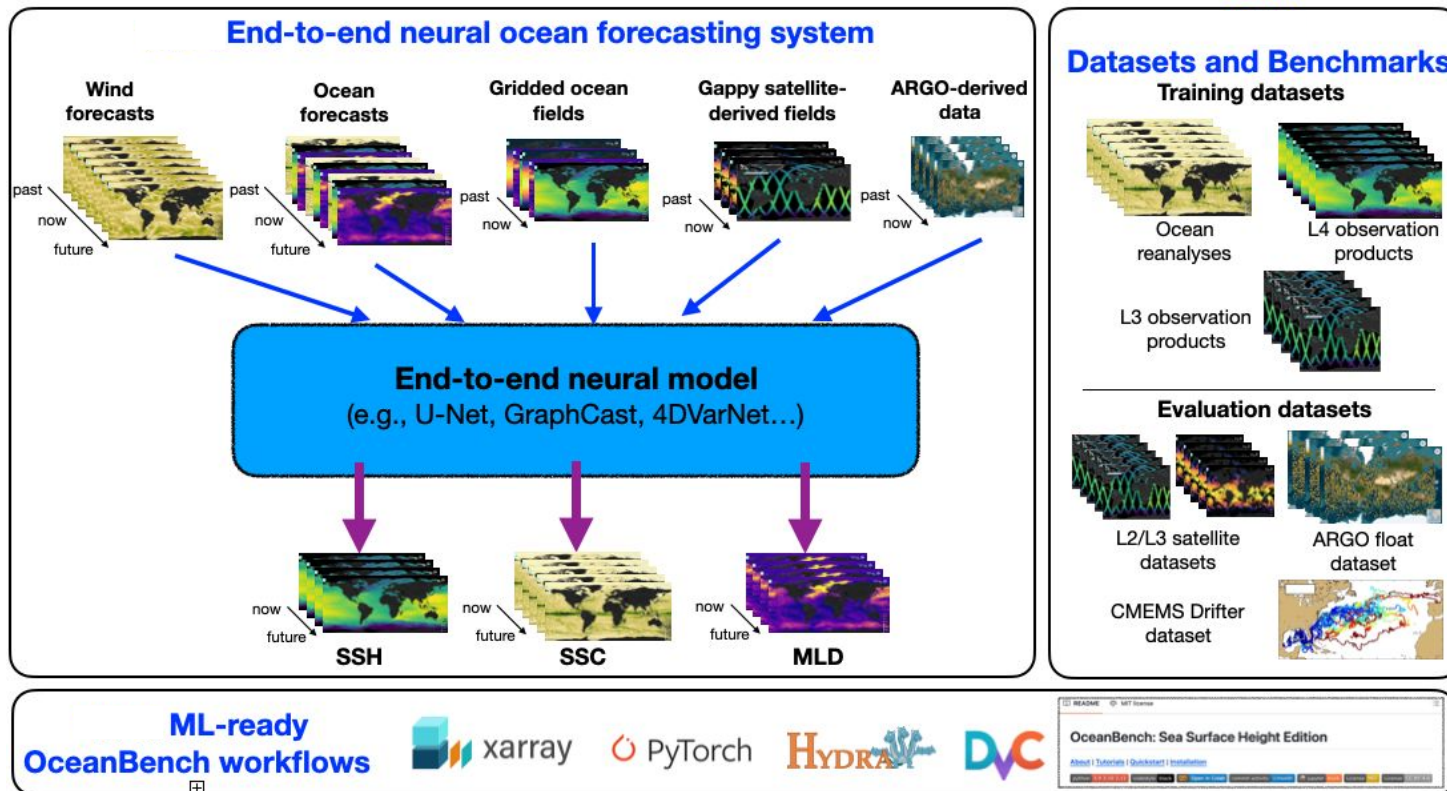 End-to-end neural ocean forecasting system
Wind
forecasts
Ocean
forecasts
Gridded ocean
fields
Gappy satellite-
derived fields
ARGO-derived
data
past
now
future
past
now
future
past
now
past
now
past
now
End-to-end neural model
(e.g., U-Net, GraphCast, 4DVarNet...)
now
future
SSH
now
future
SSC
now
future
MLD
Datasets and Benchmarks
Training datasets
Ocean
reanalyses
L4 observation
products
L3 observation
products
Evaluation datasets
L2/L3 satellite
datasets
ARGO float
dataset
CMEMS Drifter
dataset
ML-ready
OceanBench workflows
xarray
PyTorch
HYDRA
DVC
README MIT license
OceanBench: Sea Surface Height Edition
About | Tutorials | Quickstart | Installation